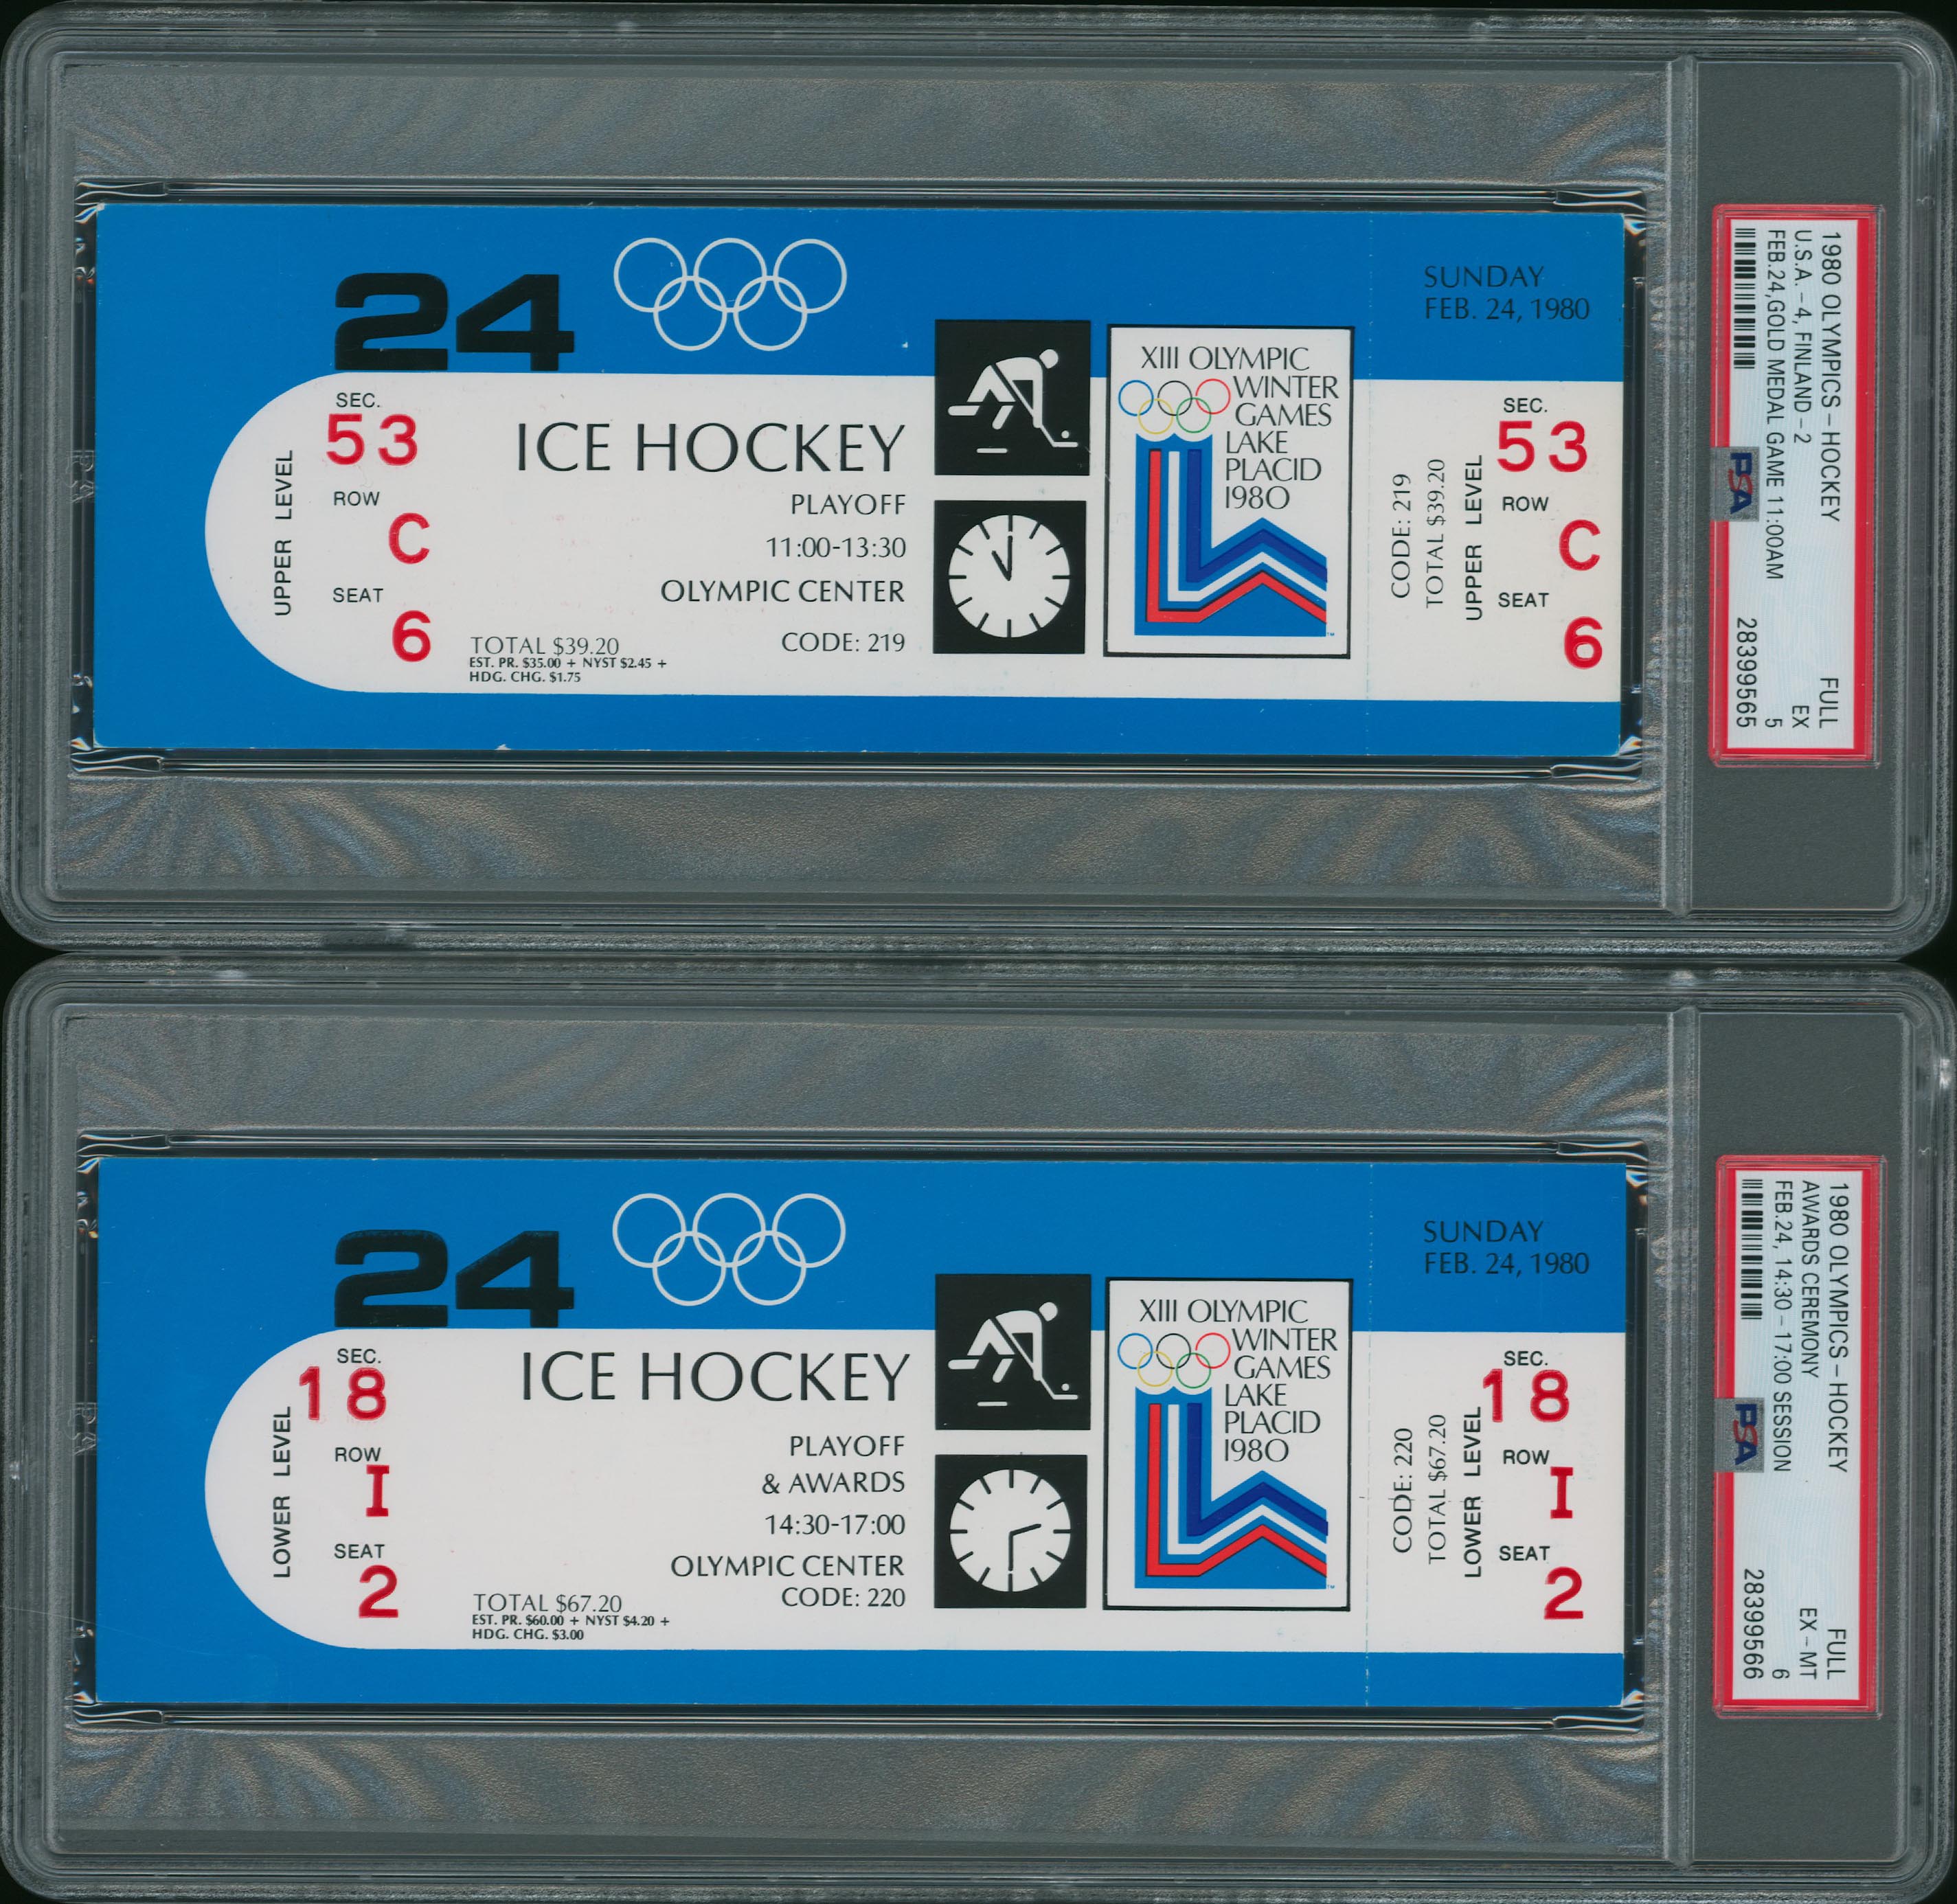 24
SUNDAY
FEB. 24, 1980
SEC.
53
ROW
C
SEAT
6
UPPER LEVEL
ICE HOCKEY
PLAYOFF
11:00-13:30
OLYMPIC CENTER
CODE: 219
TOTAL $39.20
EST. PR. $35.00 + NYST $2.45 +
HDG. CHG. $1.75
XIII OLYMPIC
WINTER
GAMES
LAKE
PLACID
1980
TM
CODE: 219
TOTAL $39.20
UPPER LEVEL
SEC.
53
ROW
C
SEAT
6
1980 OLYMPICS-HOCKEY FULL
U.S.A.-4, FINLAND-2 EX
FEB.24,GOLD MEDAL GAME 11:00AM 5
PSA 28399565
24
SUNDAY
FEB. 24, 1980
SEC.
18
ROW
I
SEAT
2
LOWER LEVEL
ICE HOCKEY
PLAYOFF
& AWARDS
14:30-17:00
OLYMPIC CENTER
CODE: 220
TOTAL $67.20
EST. PR. $60.00 + NYST $4.20 +
HDG. CHG. $3.00
XIII OLYMPIC
WINTER
GAMES
LAKE
PLACID
1980
TM
CODE: 220
TOTAL $67.20
LOWER LEVEL
SEC.
18
ROW
I
SEAT
2
1980 OLYMPICS-HOCKEY FULL
AWARDS CEREMONY EX-MT
FEB.24, 14:30-17:00 SESSION 6
PSA 28399566